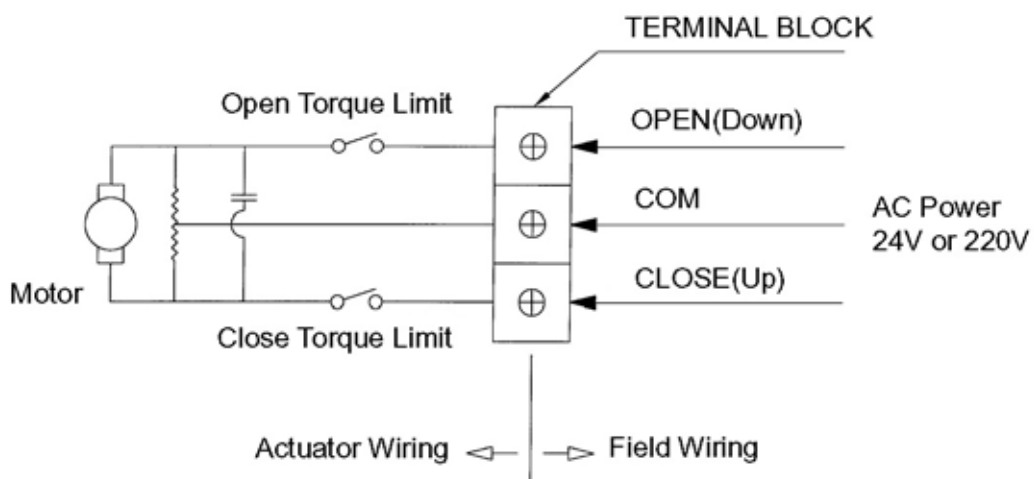 TERMINAL BLOCK
Open Torque Limit
OPEN(Down)
COM
AC Power
24V or 220V
CLOSE(Up)
Motor
Close Torque Limit
Actuator Wiring
Field Wiring